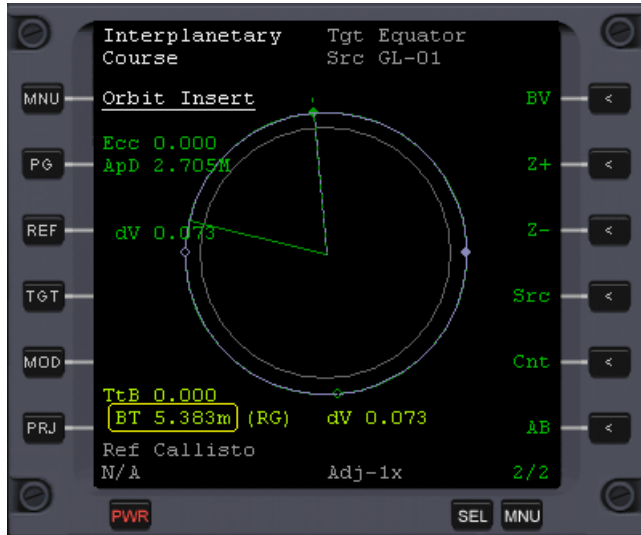 Interplanetary Tgt Equator
Course Src GL-01
MNU Orbit Insert BV <
Ecc 0.000
PG ApD 2.705M Z+ <
REF dV 0.073 Z- <
TGT Src <
MOD Cnt <
TtB 0.000
PRJ BT 5.383m (RG) dV 0.073 AB <
Ref Callisto
N/A Adj-1x 2/2
PWR SEL MNU